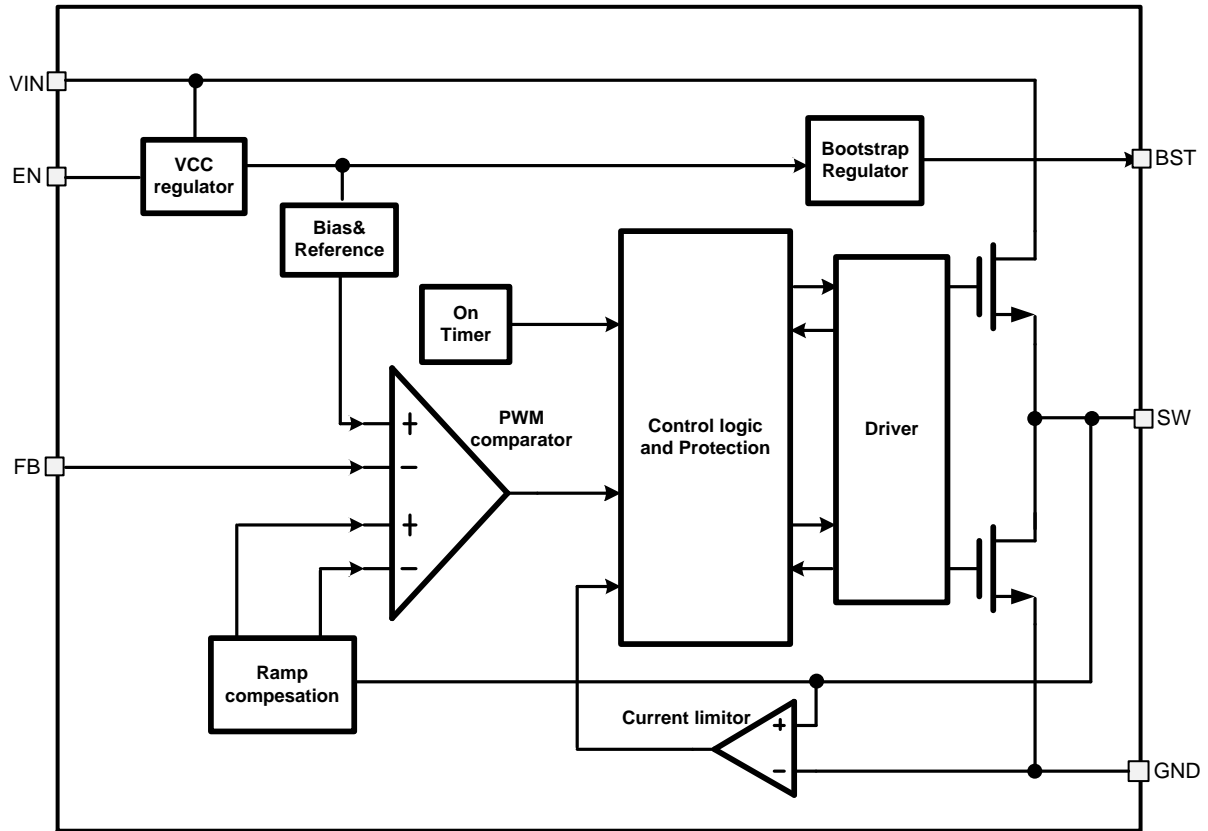 VIN
EN
VCC
regulator
Bootstrap
Regulator
BST
Bias&
Reference
On
Timer
PWM
comparator
+
−
+
−
FB
Control logic
and Protection
Driver
SW
Ramp
compesation
Current limitor
+
−
GND